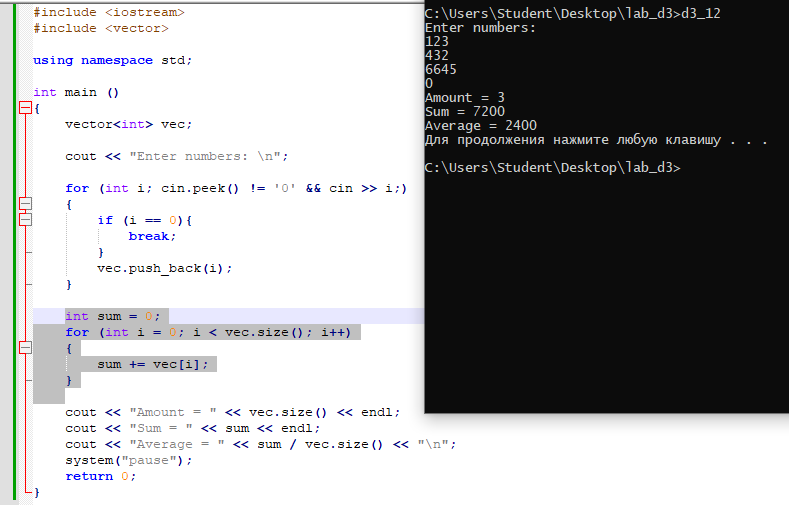 #include <iostream>
#include <vector>
using namespace std;
int main ()
{
vector<int> vec;
cout << "Enter numbers: \n";
for (int i; cin.peek() != '0' && cin >> i;)
{
if (i == 0){
break;
}
vec.push_back(i);
}
int sum = 0;
for (int i = 0; i < vec.size(); i++)
{
sum += vec[i];
}
cout << "Amount = " << vec.size() << endl;
cout << "Sum = " << sum << endl;
cout << "Average = " << sum / vec.size() << "\n";
system("pause");
return 0;
}
C:\Users\Student\Desktop\lab_d3>d3_12
Enter numbers:
123
432
6645
0
Amount = 3
Sum = 7200
Average = 2400
Для продолжения нажмите любую клавишу . . .
C:\Users\Student\Desktop\lab_d3>